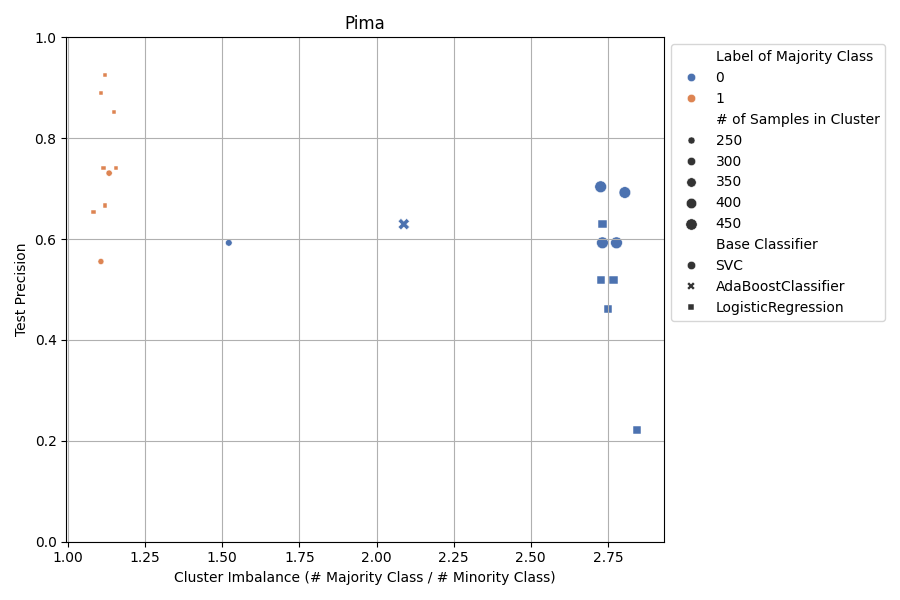 Pima
1.0
0.8
0.6
0.4
0.2
0.0
Test Precision
1.00
1.25
1.50
1.75
2.00
2.25
2.50
2.75
Cluster Imbalance (# Majority Class / # Minority Class)
Label of Majority Class
0
1
# of Samples in Cluster
250
300
350
400
450
Base Classifier
SVC
AdaBoostClassifier
LogisticRegression